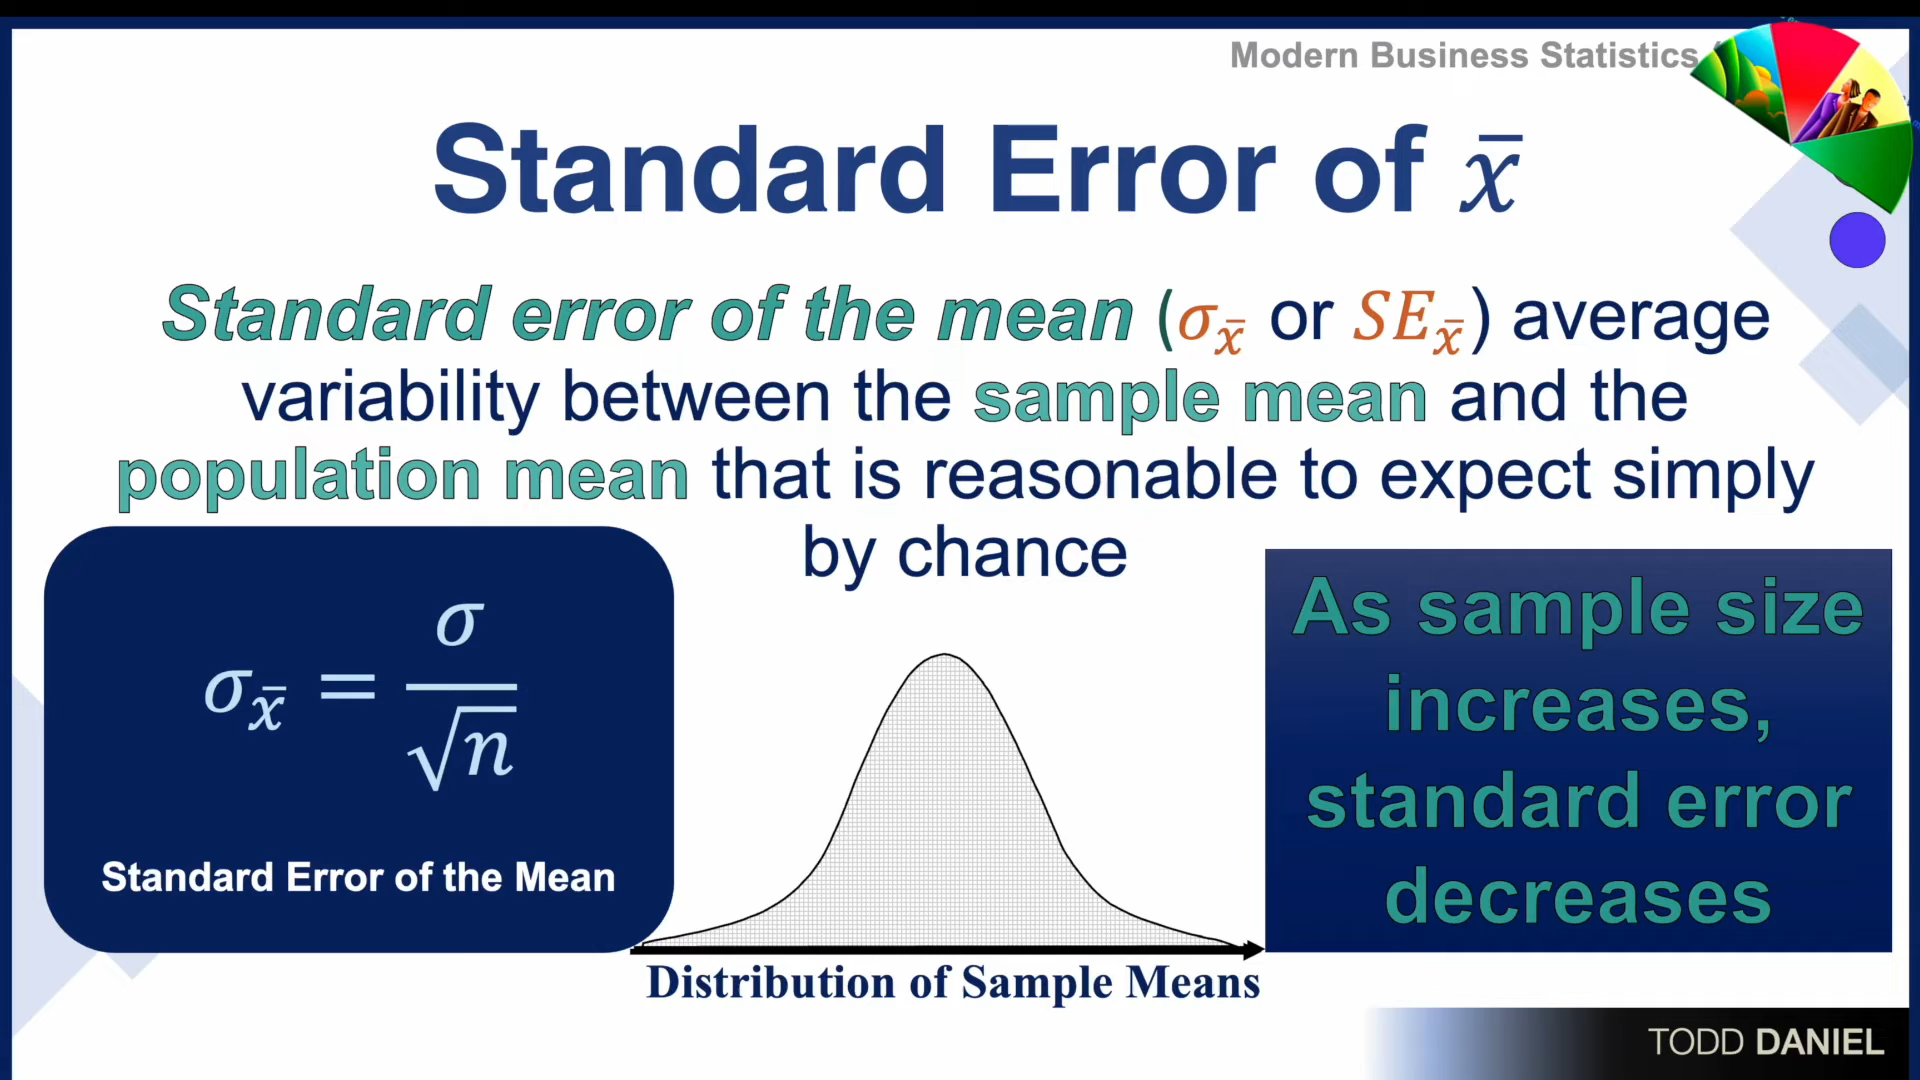 Modern Business Statistics
Standard Error of x̄
Standard error of the mean (σx̄ or SEx̄) average
variability between the sample mean and the
population mean that is reasonable to expect simply
by chance
σx̄ = σ/√n
Standard Error of the Mean
Distribution of Sample Means
As sample size
increases,
standard error
decreases
TODD DANIEL